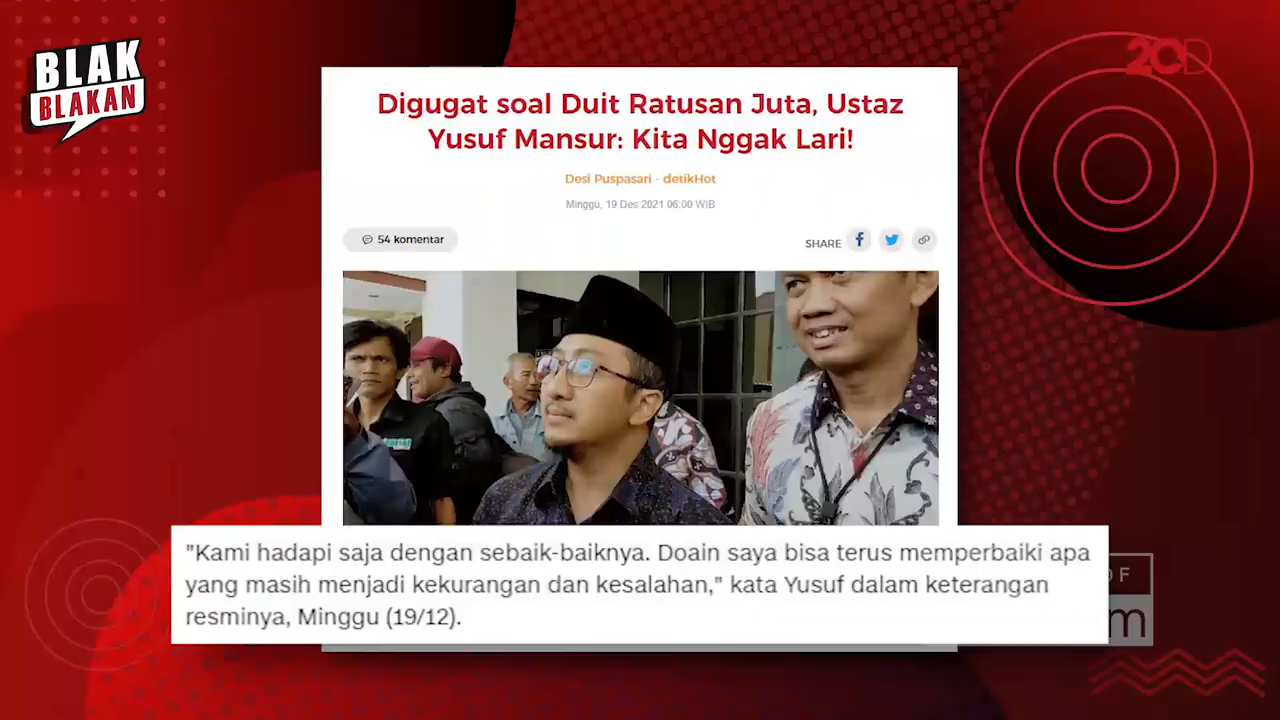 BLAK
BLAKAN
20D
Digugat soal Duit Ratusan Juta, Ustaz
Yusuf Mansur: Kita Nggak Lari!
Desi Puspasari - detikHot
Minggu, 19 Des 2021 06:00 WIB
54 komentar
SHARE
"Kami hadapi saja dengan sebaik-baiknya. Doain saya bisa terus memperbaiki apa
yang masih menjadi kekurangan dan kesalahan," kata Yusuf dalam keterangan
resminya, Minggu (19/12).